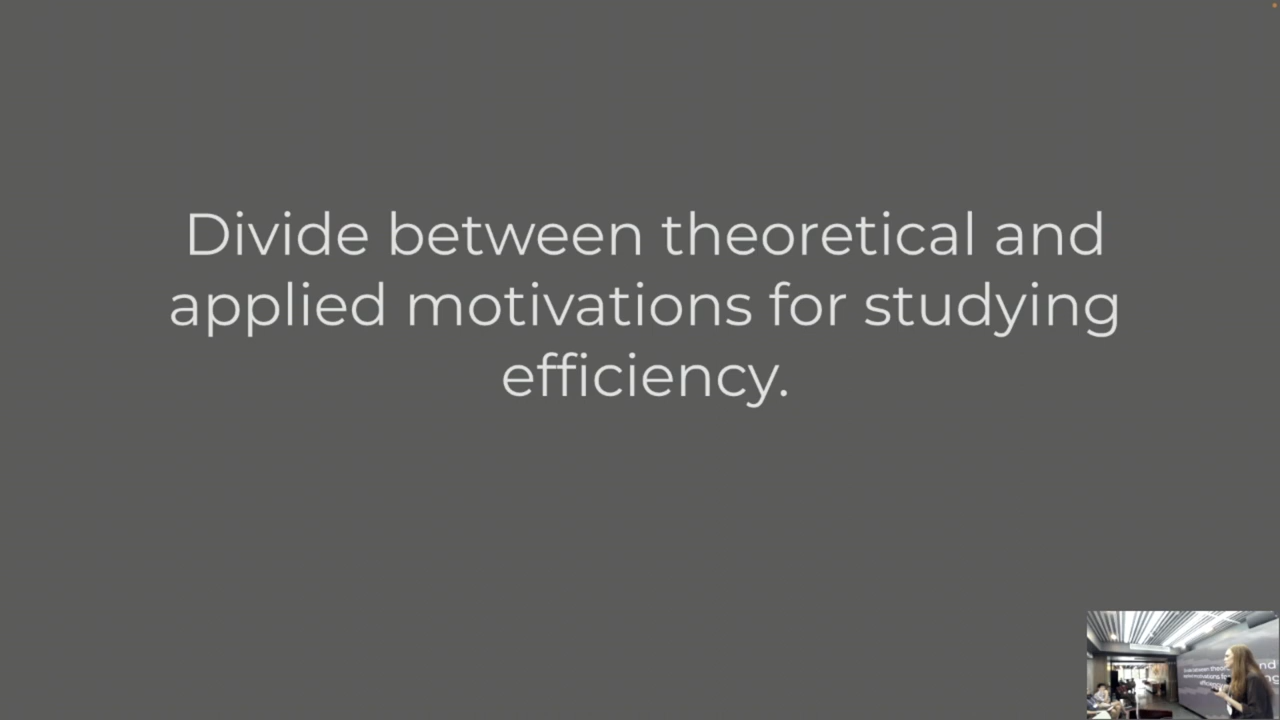 Divide between theoretical and
applied motivations for studying
efficiency.